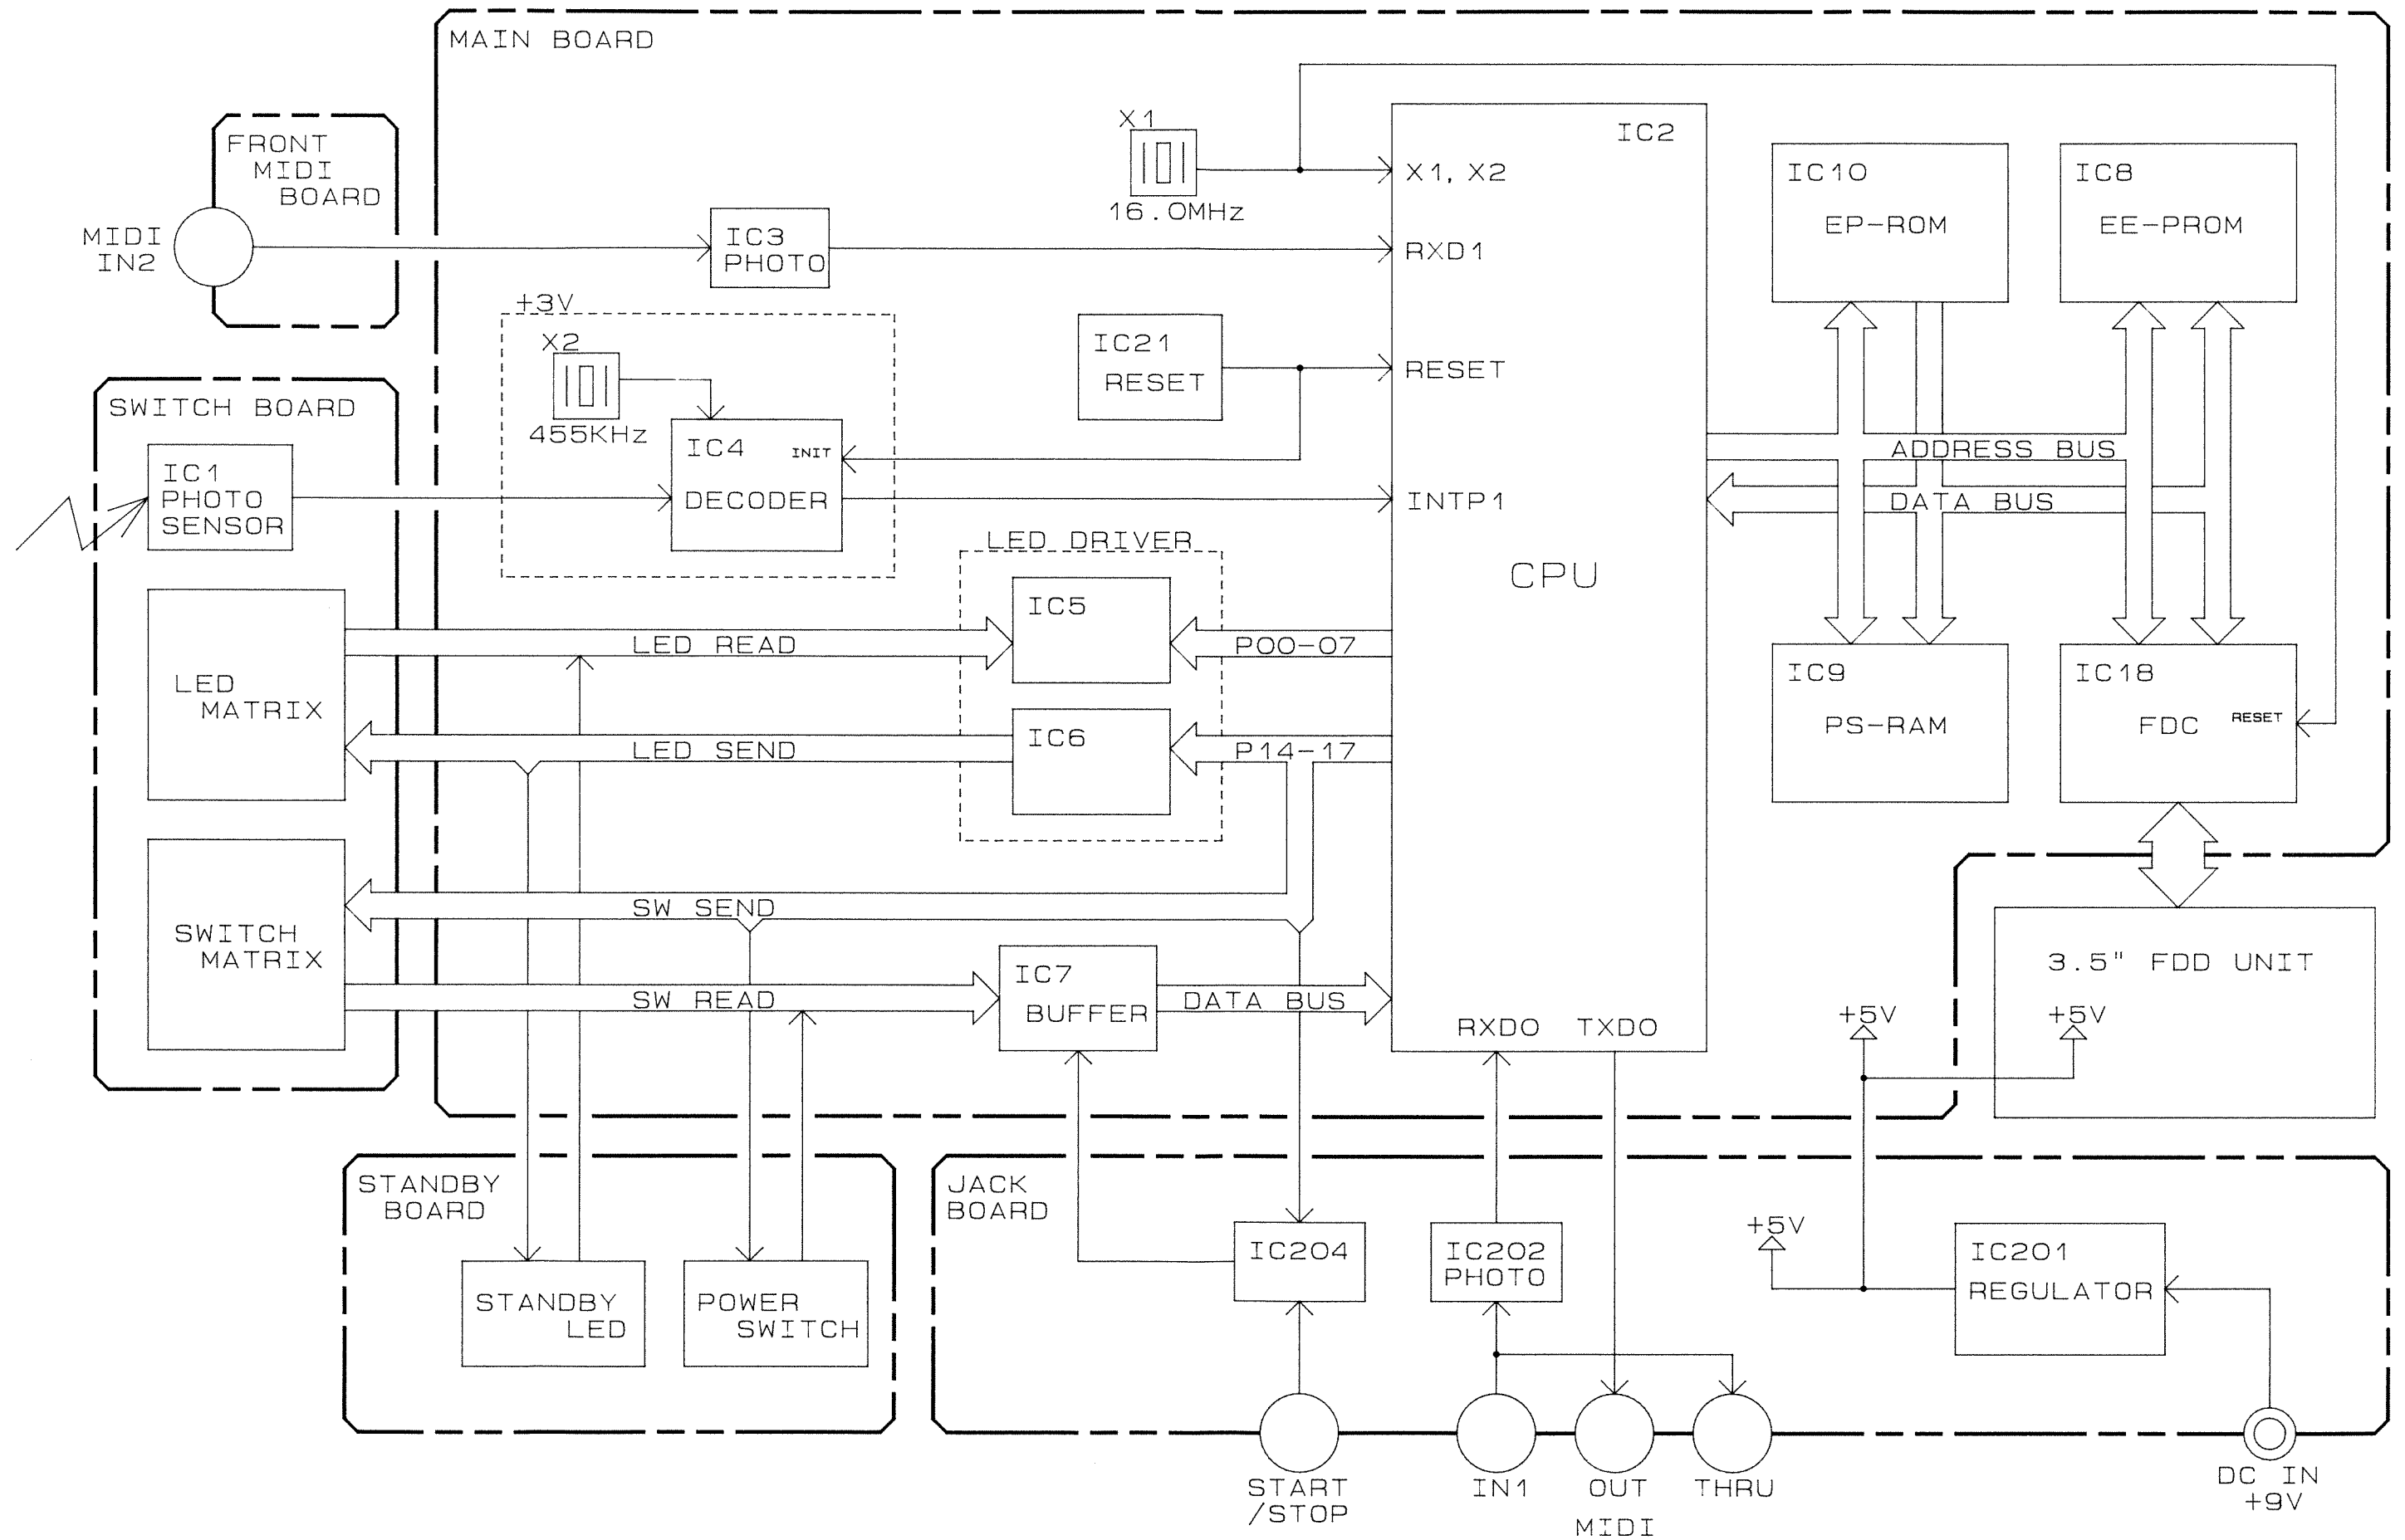 MAIN BOARD
FRONT
MIDI
BOARD
MIDI
IN2
X1
16.0MHz
IC2
X1, X2
RXD1
RESET
INTP1
CPU
RXD0
TXD0
IC3
PHOTO
+3V
X2
455KHz
IC4
INIT
DECODER
IC21
RESET
IC10
EP-ROM
IC8
EE-PROM
ADDRESS BUS
DATA BUS
IC9
PS-RAM
IC18
FDC
RESET
SWITCH BOARD
IC1
PHOTO
SENSOR
LED
MATRIX
SWITCH
MATRIX
LED DRIVER
IC5
IC6
LED READ
P00-07
LED SEND
P14-17
SW SEND
SW READ
IC7
BUFFER
DATA BUS
3.5" FDD UNIT
+5V
+5V
STANDBY
BOARD
STANDBY
LED
POWER
SWITCH
JACK
BOARD
IC204
IC202
PHOTO
+5V
IC201
REGULATOR
START
/STOP
IN1
OUT
THRU
MIDI
DC IN
+9V